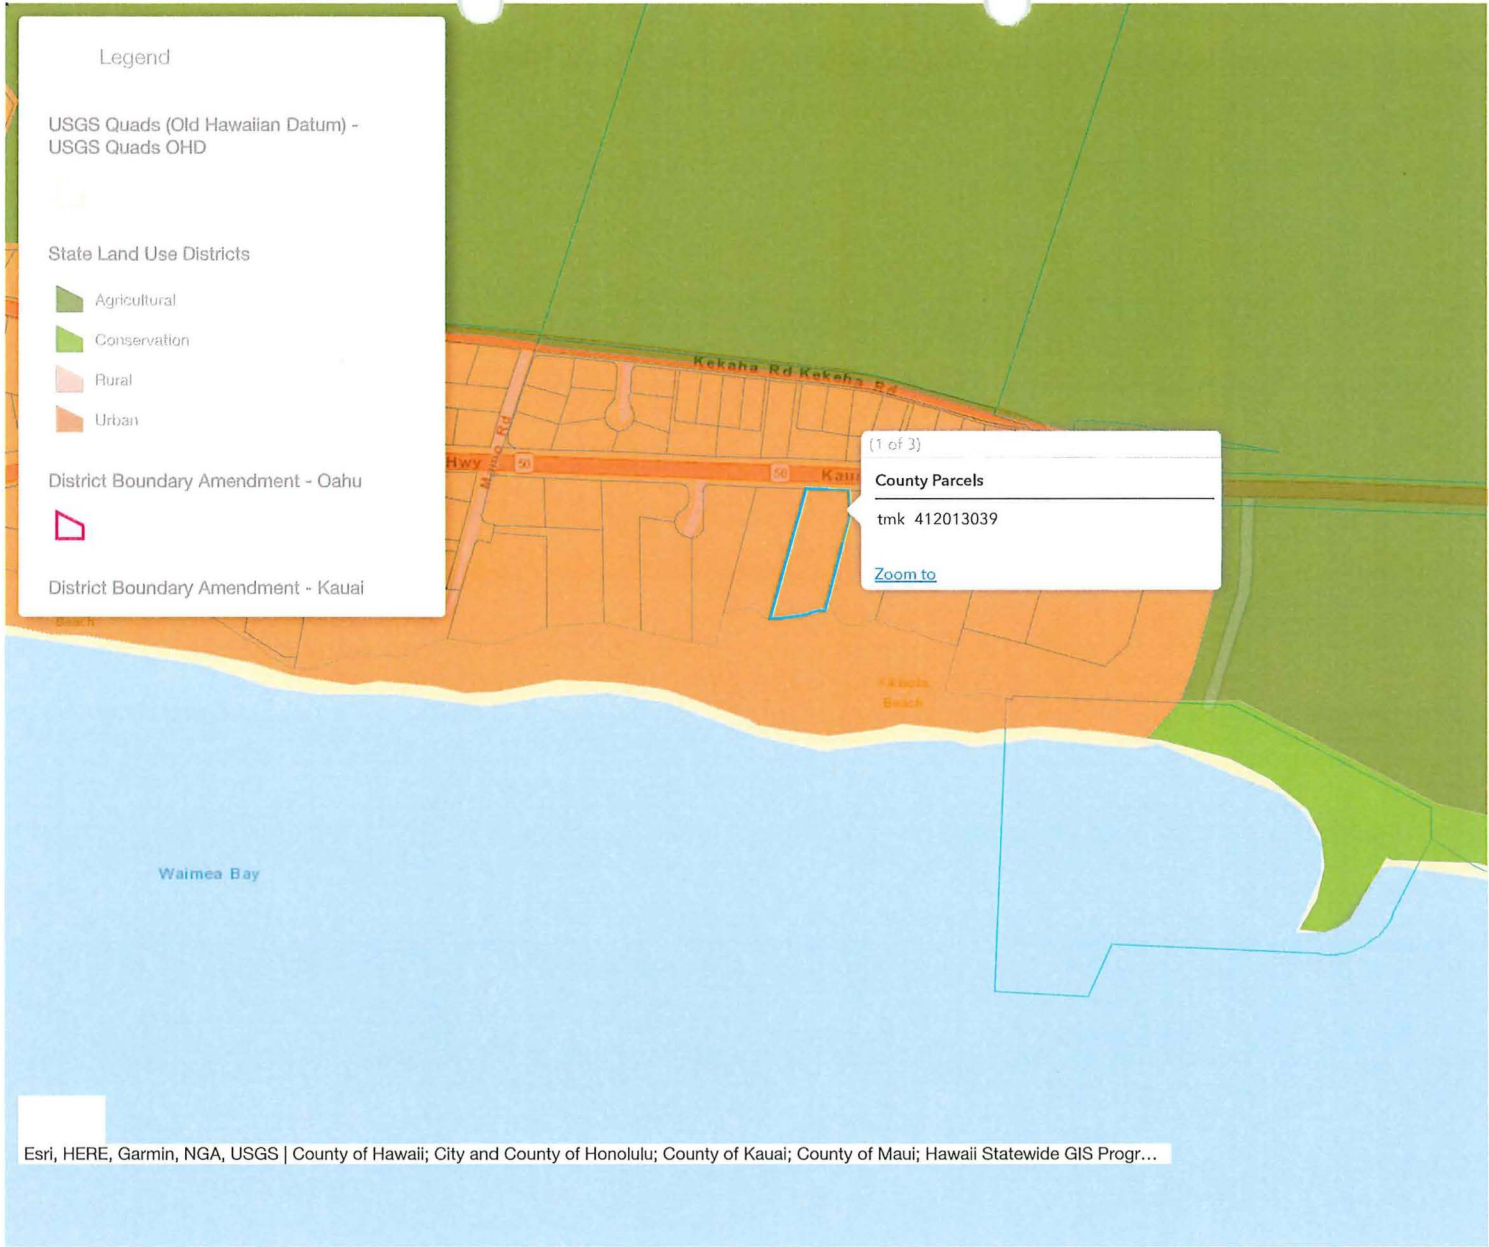 Legend
USGS Quads (Old Hawaiian Datum) -
USGS Quads OHD
State Land Use Districts
Agricultural
Conservation
Rural
Urban
District Boundary Amendment - Oahu
District Boundary Amendment - Kauai
Kekaha Rd Kekaha Rd
Hwy
50
50
Rd
(1 of 3)
County Parcels
tmk 412013039
Zoom to
Beach
Beach
Waimea Bay
Esri, HERE, Garmin, NGA, USGS | County of Hawaii; City and County of Honolulu; County of Kauai; County of Maui; Hawaii Statewide GIS Progr...